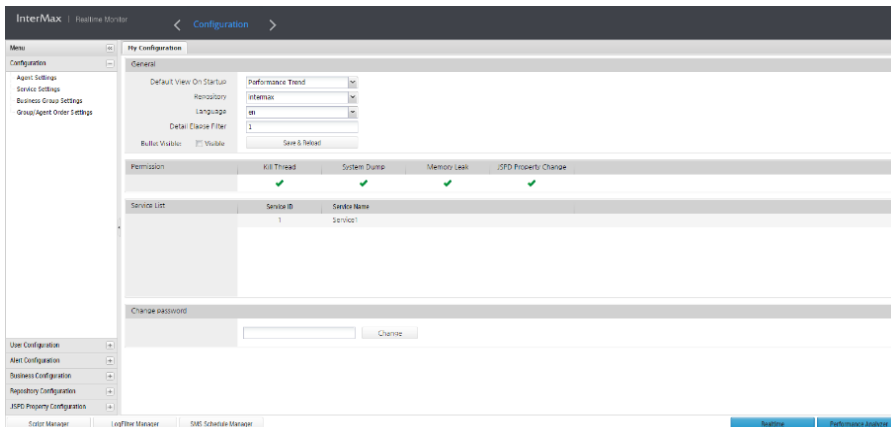 InterMax | Realtime Monitor
Configuration
Menu
My Configuration
Configuration
General
Agent Settings
Service Settings
Business Group Settings
Group/Agent Order Settings
Default View On Startup
Performance Trend
Repository
intermax
Language
en
Detail Elapse Filter
1
Bullet Visible:
Visible
Save & Reload
Permission
Kill Thread
System Dump
Memory Leak
JSPD Property Change
Service List
Service ID
Service Name
1
Service1
Change password
Change
User Configuration
Alert Configuration
Business Configuration
Repository Configuration
JSPD Property Configuration
Script Manager
LogFilter Manager
SMS Schedule Manager
Realtime
Performance Analyzer